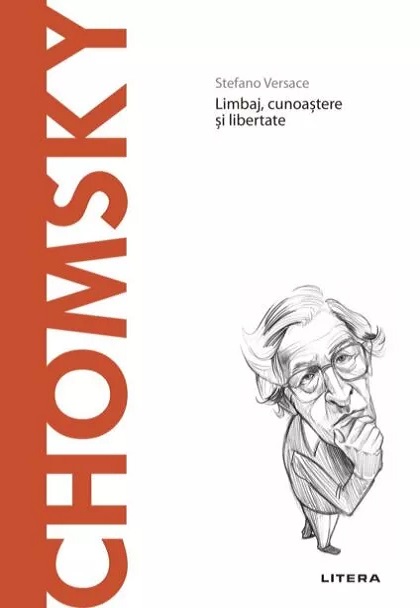 CHOMSKY
Stefano Versace
Limbaj, cunoaștere
și libertate
LITERA